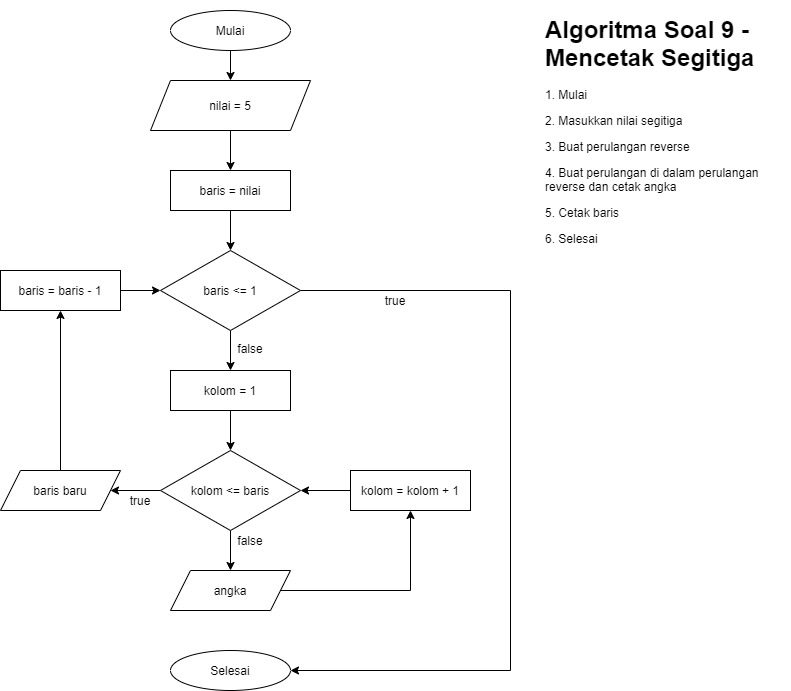 Mulai
nilai = 5
baris = nilai
baris = baris - 1
baris <= 1
true
false
kolom = 1
baris baru
true
kolom <= baris
kolom = kolom + 1
false
angka
Selesai
Algoritma Soal 9 -
Mencetak Segitiga
1. Mulai
2. Masukkan nilai segitiga
3. Buat perulangan reverse
4. Buat perulangan di dalam perulangan
reverse dan cetak angka
5. Cetak baris
6. Selesai